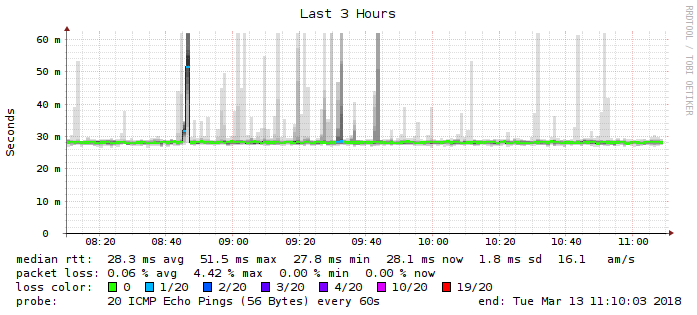 Last 3 Hours
RRDTOOL / TOBI OETIKER
Seconds
60 m
50 m
40 m
30 m
20 m
10 m
0
08:20 08:40 09:00 09:20 09:40 10:00 10:20 10:40 11:00
median rtt: 28.3 ms avg 51.5 ms max 27.8 ms min 28.1 ms now 1.8 ms sd 16.1 am/s
packet loss: 0.06 % avg 4.42 % max 0.00 % min 0.00 % now
loss color: 0 1/20 2/20 3/20 4/20 10/20 19/20
probe: 20 ICMP Echo Pings (56 Bytes) every 60s end: Tue Mar 13 11:10:03 2018